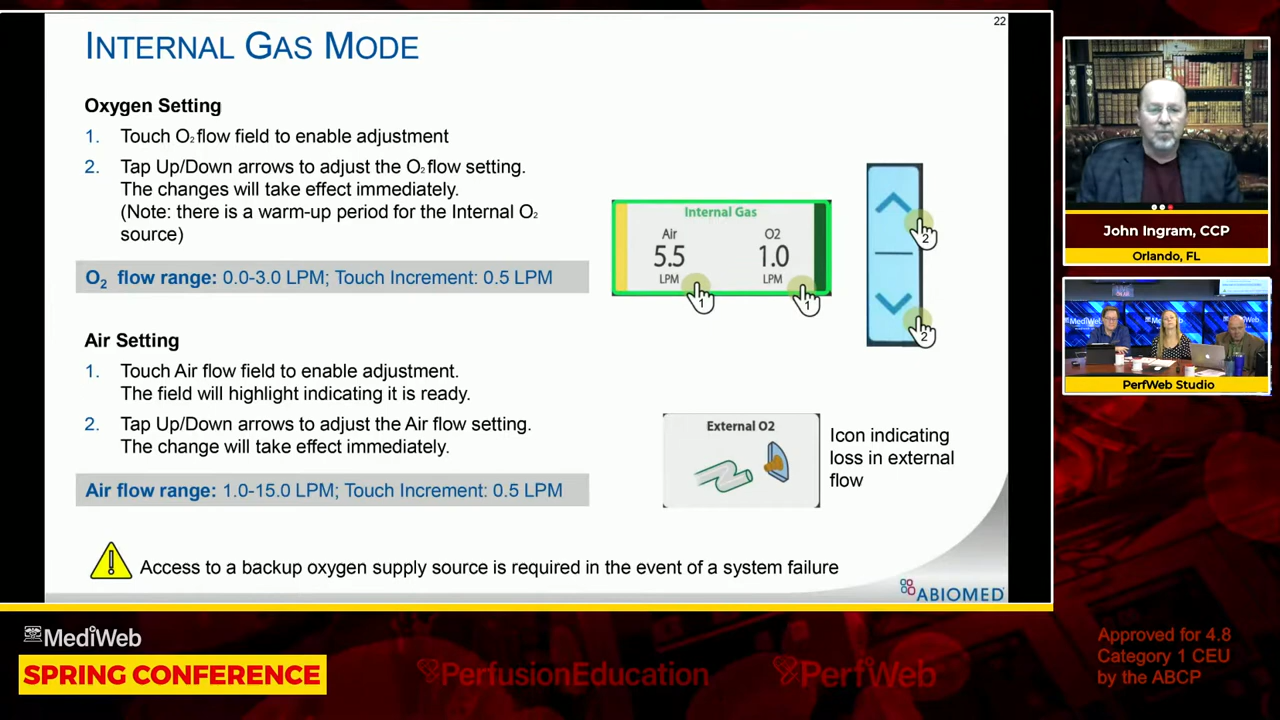 22
INTERNAL GAS MODE
Oxygen Setting
1. Touch O₂ flow field to enable adjustment
2. Tap Up/Down arrows to adjust the O₂ flow setting.
The changes will take effect immediately.
(Note: there is a warm-up period for the Internal O₂
source)
O₂ flow range: 0.0-3.0 LPM; Touch Increment: 0.5 LPM
Air Setting
1. Touch Air flow field to enable adjustment.
The field will highlight indicating it is ready.
2. Tap Up/Down arrows to adjust the Air flow setting.
The change will take effect immediately.
Air flow range: 1.0-15.0 LPM; Touch Increment: 0.5 LPM
Internal Gas
Air O2
5.5 1.0
LPM LPM
1 1
2
2
External O2
Icon indicating
loss in external
flow
! Access to a backup oxygen supply source is required in the event of a system failure
ABIOMED
John Ingram, CCP
Orlando, FL
MediWeb
PerfWeb Studio
MediWeb
SPRING CONFERENCE
PerfusionEducation
PerfWeb
Approved for 4.8
Category 1 CEU
by the ABCP